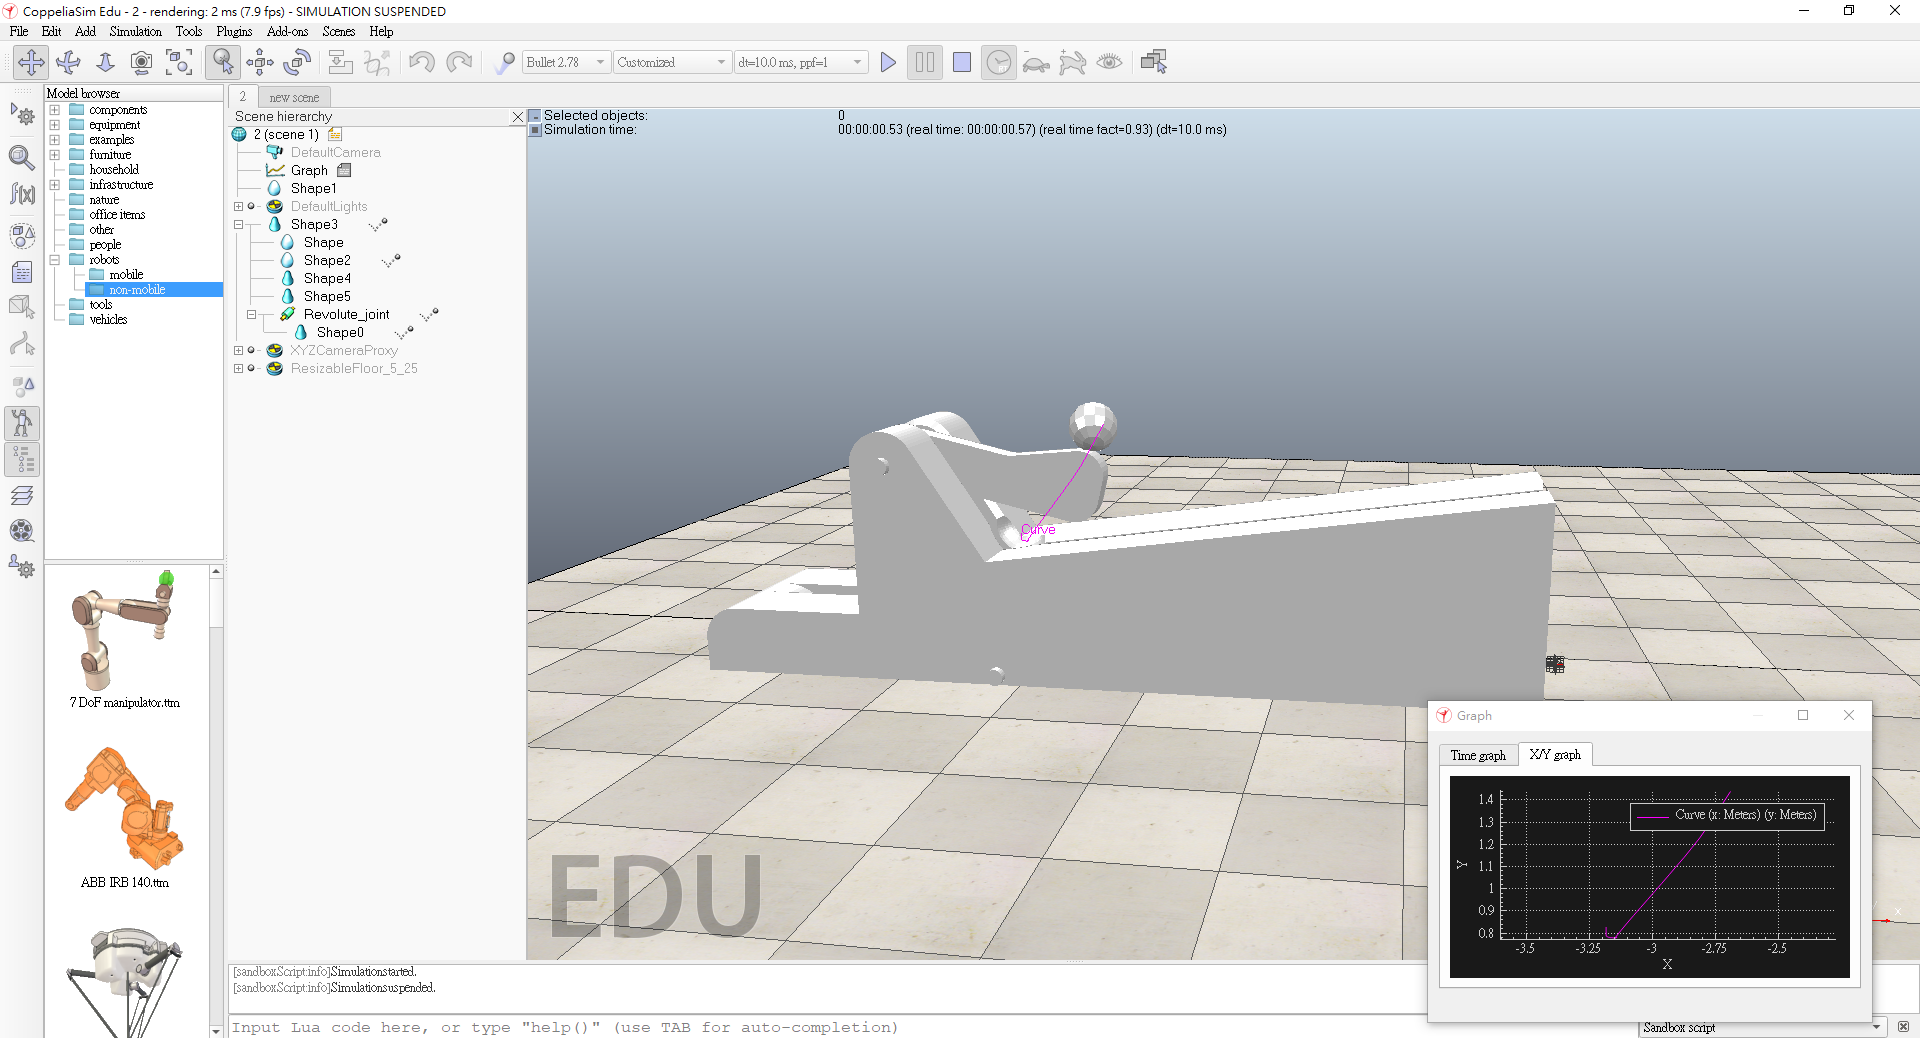 CoppeliaSim Edu - 2 - rendering: 2 ms (7.9 fps) - SIMULATION SUSPENDED
File Edit Add Simulation Tools Plugins Add-ons Scenes Help
Bullet 2.78 Customized dt=10.0 ms, ppf=1
Model browser
components
equipment
examples
furniture
household
infrastructure
nature
office items
other
people
robots
mobile
non-mobile
tools
vehicles
7 DoF manipulator.ttm
ABB IRB 140.ttm
2 new scene
Scene hierarchy
2 (scene 1)
DefaultCamera
Graph
Shape1
DefaultLights
Shape3
Shape
Shape2
Shape4
Shape5
Revolute_joint
Shape0
XYZCameraProxy
ResizableFloor_5_25
Selected objects: 0
Simulation time: 00:00:00.53 (real time: 00:00:00.57) (real time fact=0.93) (dt=10.0 ms)
Curve
EDU
X
Graph
Time graph X/Y graph
Curve (x: Meters) (y: Meters)
1.4
1.3
1.2
1.1
1
0.9
0.8
Y
-3.5 -3.25 -3 -2.75 -2.5
X
[sandboxScript:info]Simulationstarted.
[sandboxScript:info]Simulationsuspended.
Input Lua code here, or type "help()" (use TAB for auto-completion)
Sandbox script